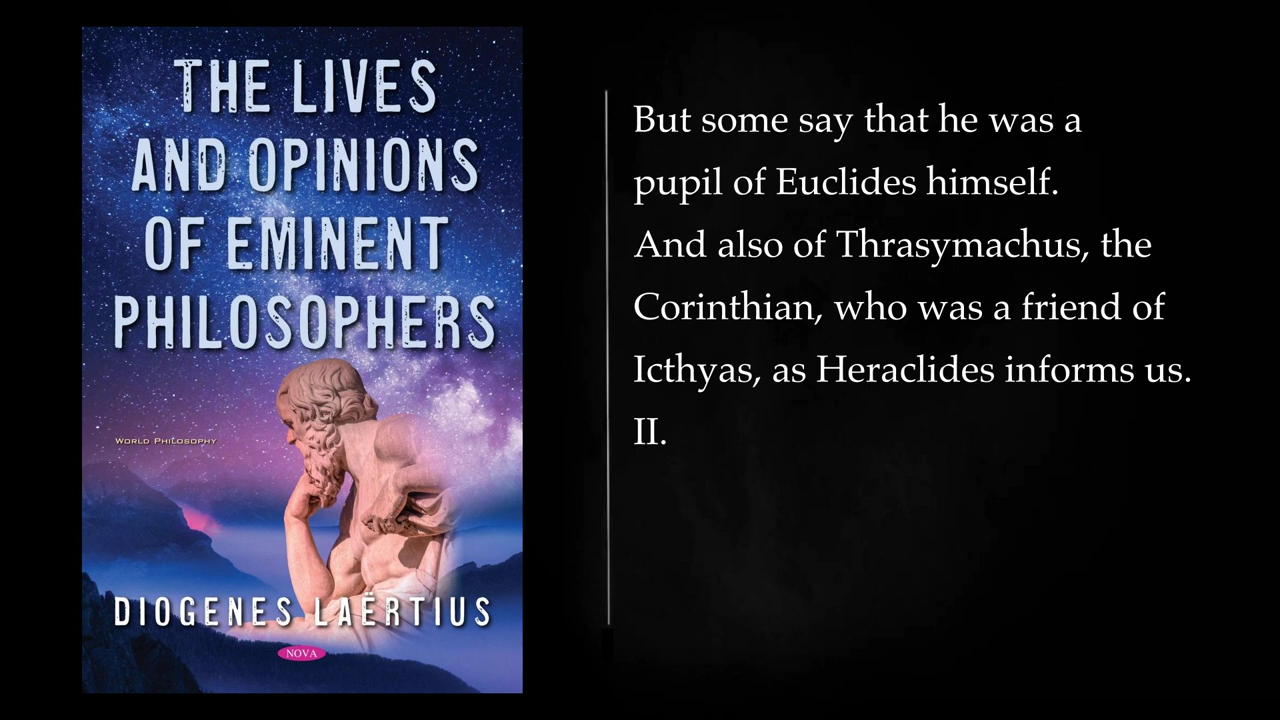 THE LIVES
AND OPINIONS
OF EMINENT
PHILOSOPHERS
WORLD PHILOSOPHY
DIOGENES LAËRTIUS
NOVA
But some say that he was a
pupil of Euclides himself.
And also of Thrasymachus, the
Corinthian, who was a friend of
Icthyas, as Heraclides informs us.
II.